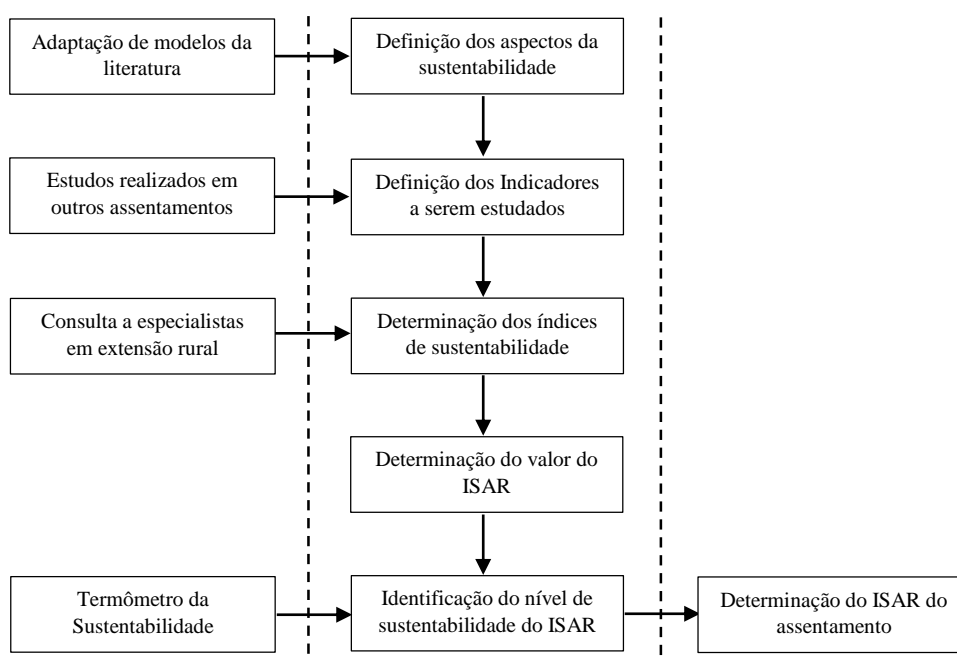 Adaptação de modelos da
literatura
Definição dos aspectos da
sustentabilidade
Estudos realizados em
outros assentamentos
Definição dos Indicadores
a serem estudados
Consulta a especialistas
em extensão rural
Determinação dos índices
de sustentabilidade
Determinação do valor do
ISAR
Termômetro da
Sustentabilidade
Identificação do nível de
sustentabilidade do ISAR
Determinação do ISAR do
assentamento